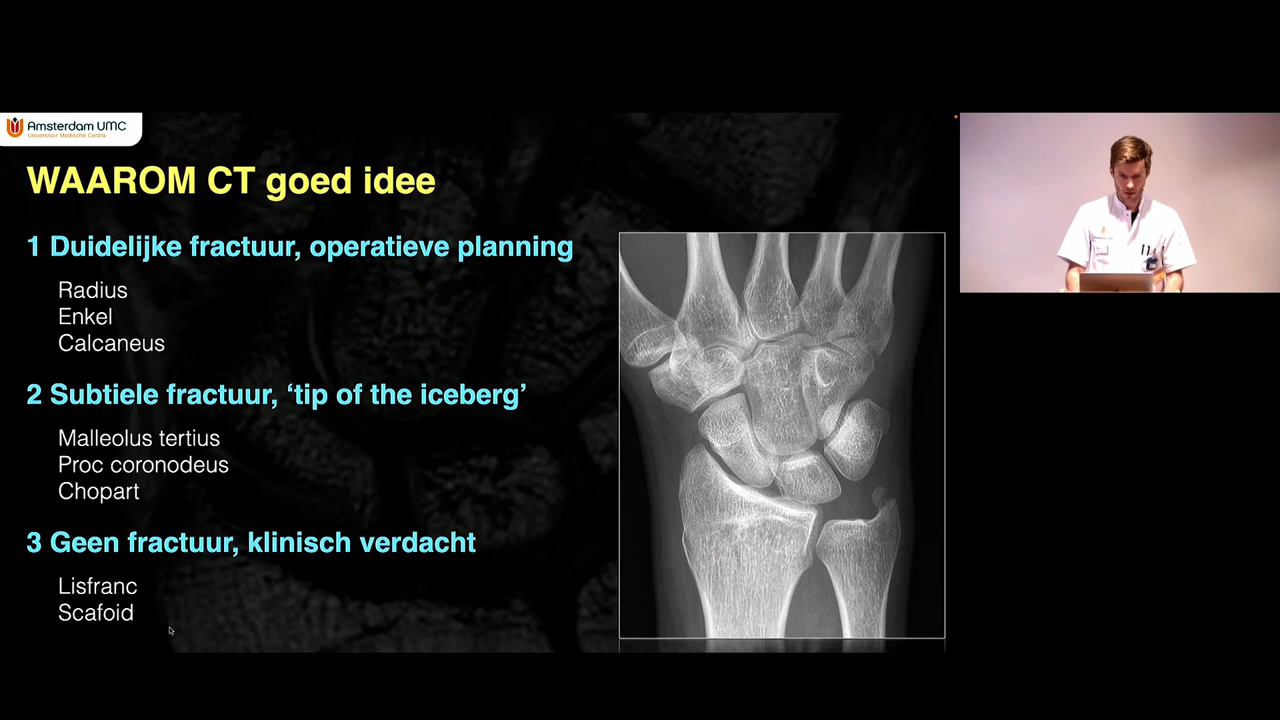 Amsterdam UMC
Universitair Medische Centra
WAAROM CT goed idee
1 Duidelijke fractuur, operatieve planning
Radius
Enkel
Calcaneus
2 Subtiele fractuur, ‘tip of the iceberg’
Malleolus tertius
Proc coronodeus
Chopart
3 Geen fractuur, klinisch verdacht
Lisfranc
Scafoid